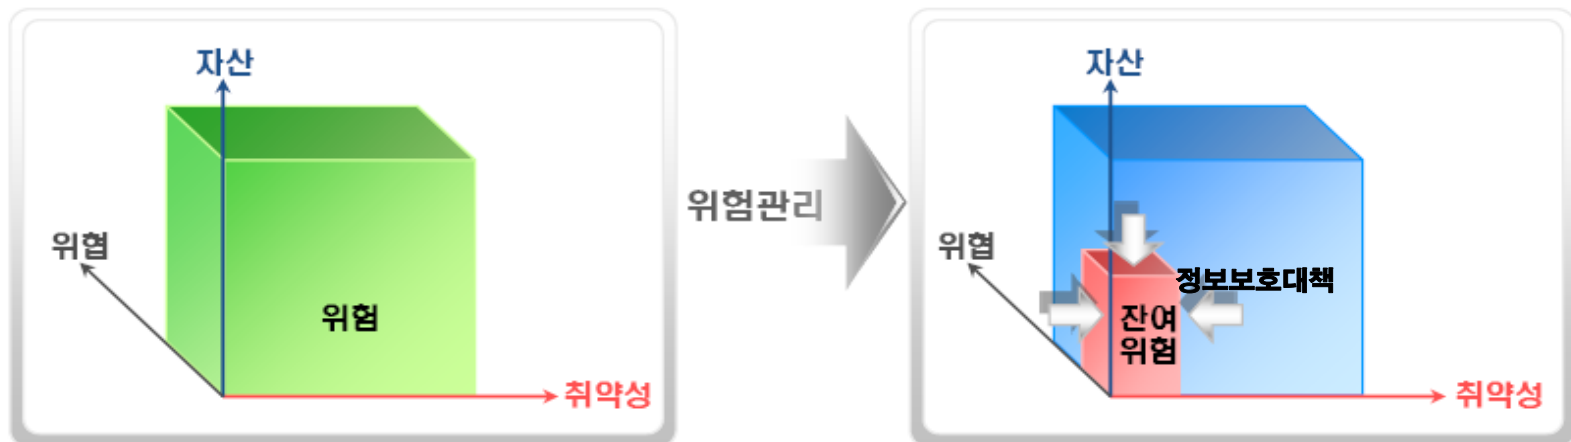 자산
위협
위험
취약성
위험관리
자산
위협
정보보호대책
잔여
위험
취약성